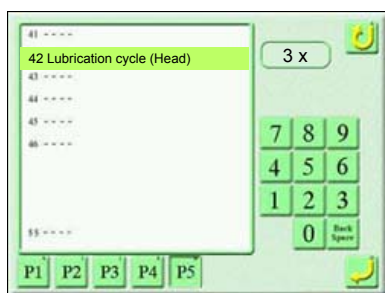 41 ----
42 Lubrication cycle (Head)
3 x
43 ----
44 ----
45 ----
46 ----
55 ----
7 8 9
4 5 6
1 2 3
0 Back Space
P1 P2 P3 P4 P5